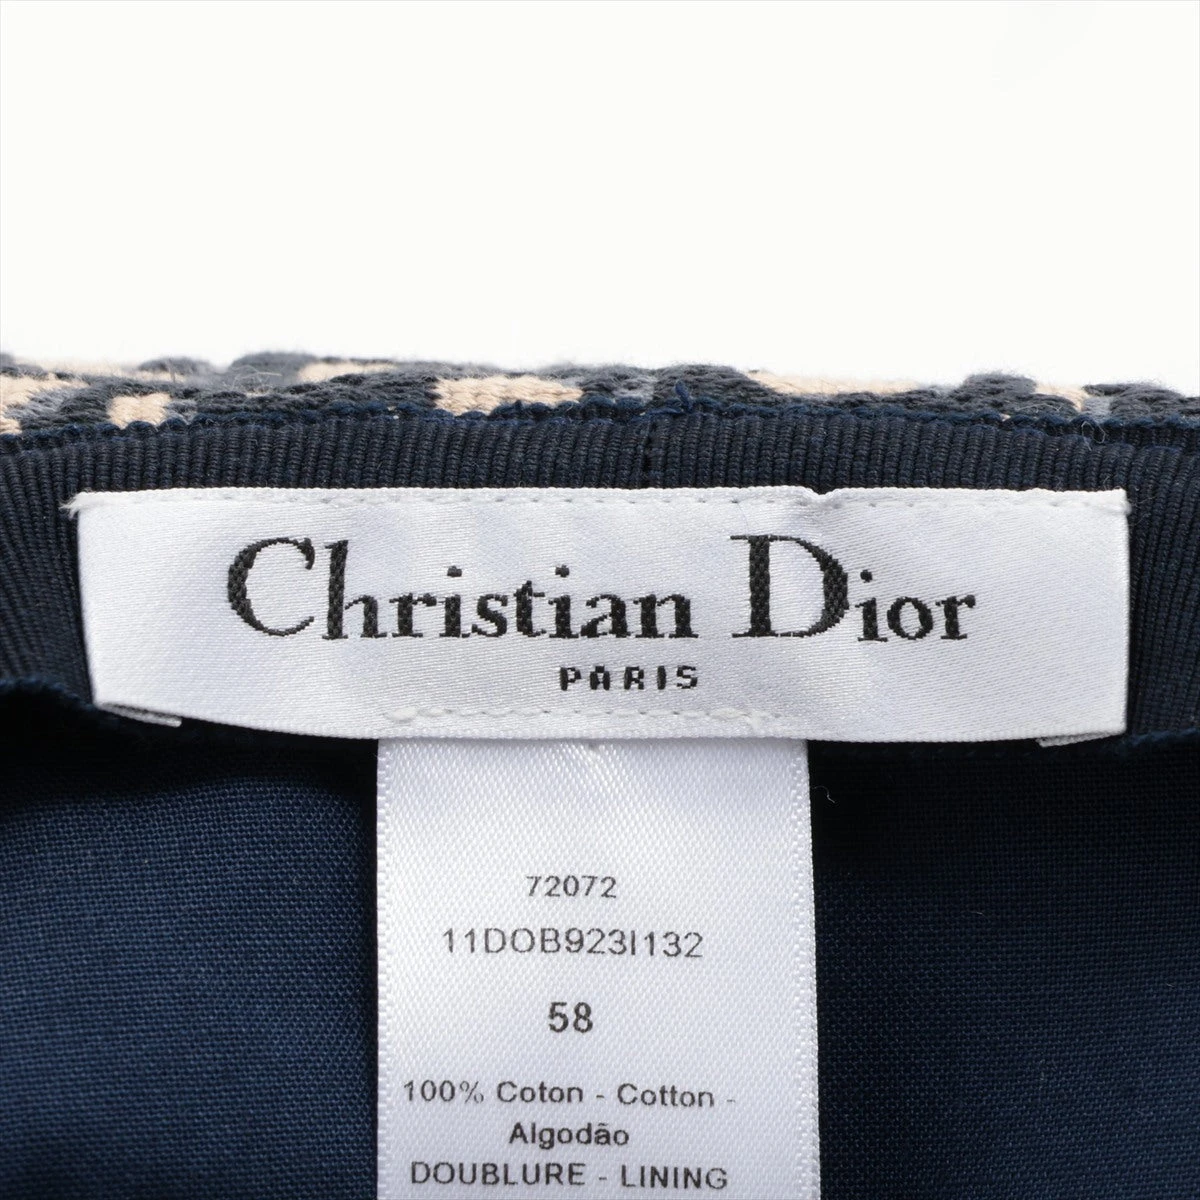 Christian Dior
PARIS
72072
11DOB923I132
58
100% Coton - Cotton -
Algodão
DOUBLURE - LINING